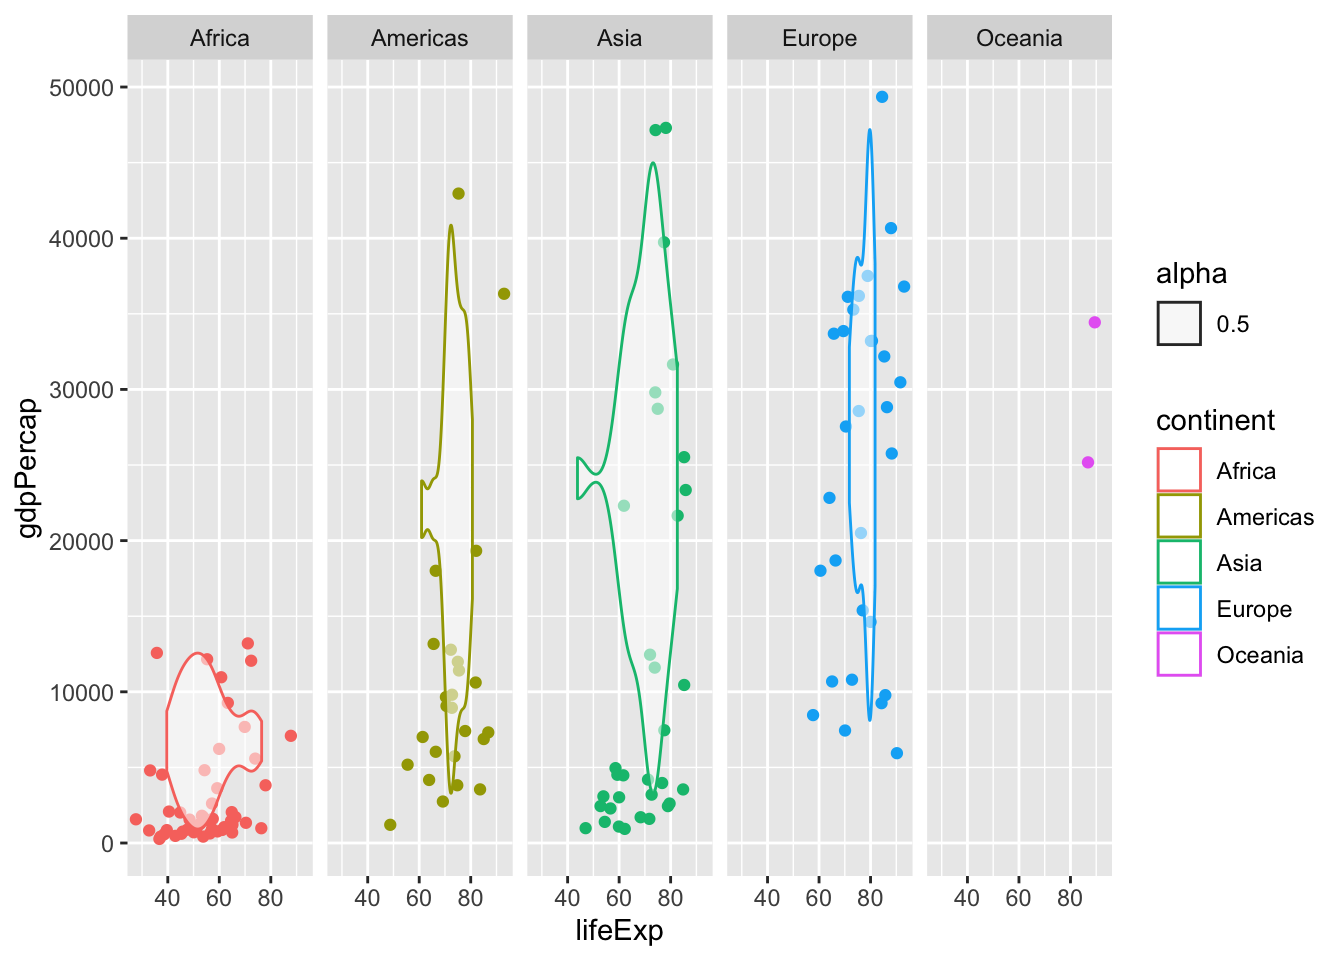 Africa Americas Asia Europe Oceania
50000
40000
30000
20000
10000
0
gdpPercap
40 60 80 40 60 80 40 60 80 40 60 80 40 60 80
lifeExp
alpha
0.5
continent
Africa
Americas
Asia
Europe
Oceania